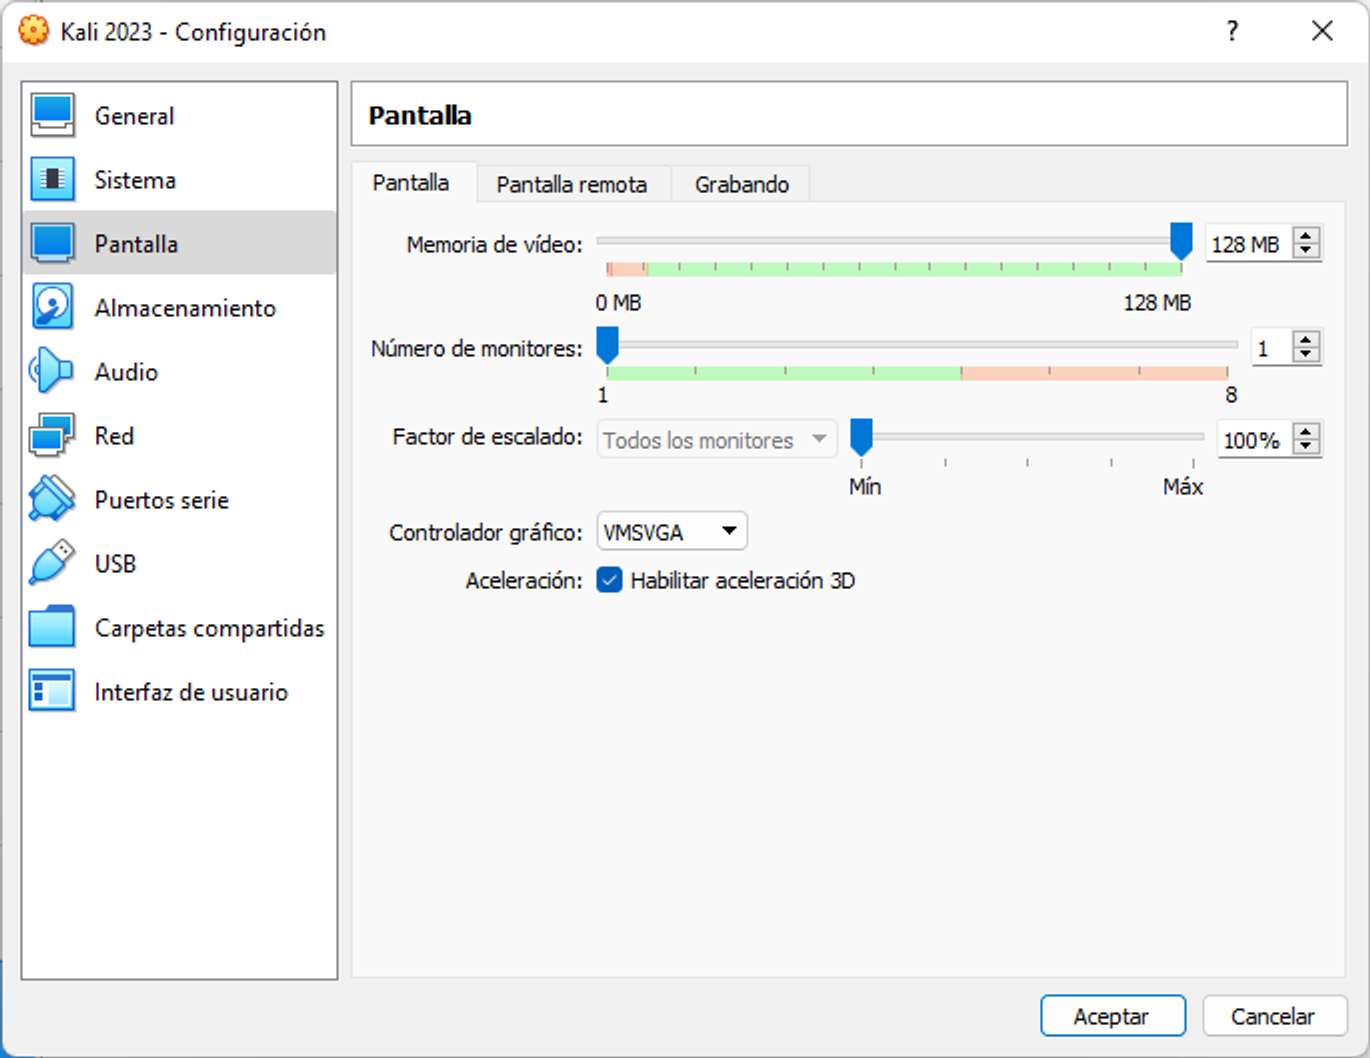 Kali 2023 - Configuración
?
General
Sistema
Pantalla
Almacenamiento
Audio
Red
Puertos serie
USB
Carpetas compartidas
Interfaz de usuario
Pantalla
Pantalla Pantalla remota Grabando
Memoria de vídeo: 128 MB
0 MB 128 MB
Número de monitores: 1
1 8
Factor de escalado: Todos los monitores 100%
Mín Máx
Controlador gráfico: VMSVGA
Aceleración: Habilitar aceleración 3D
Aceptar Cancelar